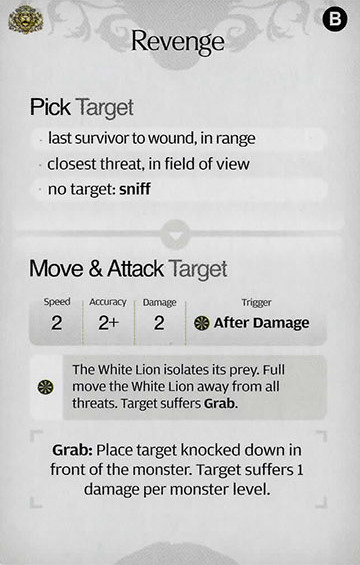 B
Revenge
Pick Target
· last survivor to wound, in range
· closest threat, in field of view
· no target: sniff
Move & Attack Target
Speed Accuracy Damage Trigger
2 2+ 2 After Damage
The White Lion isolates its prey. Full
move the White Lion away from all
threats. Target suffers Grab.
Grab: Place target knocked down in
front of the monster. Target suffers 1
damage per monster level.